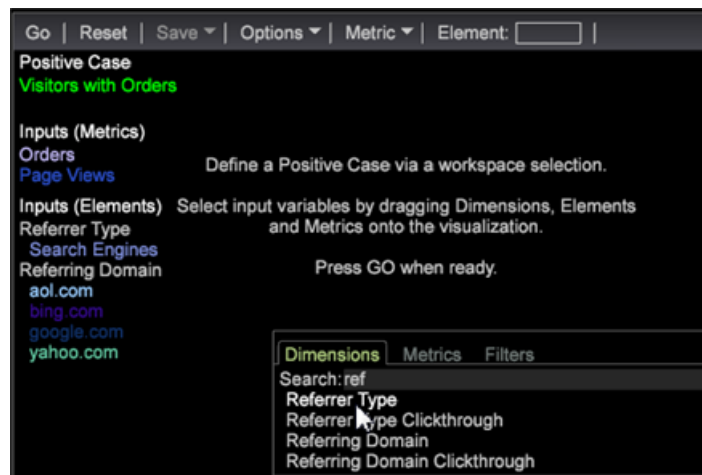 Go | Reset | Save | Options | Metric | Element: |
Positive Case
Visitors with Orders
Inputs (Metrics)
Orders
Page Views
Define a Positive Case via a workspace selection.
Inputs (Elements)
Referrer Type
Search Engines
Referring Domain
aol.com
bing.com
google.com
yahoo.com
Select input variables by dragging Dimensions, Elements
and Metrics onto the visualization.
Press GO when ready.
Dimensions Metrics Filters
Search: ref
Referrer Type
Referrer Type Clickthrough
Referring Domain
Referring Domain Clickthrough